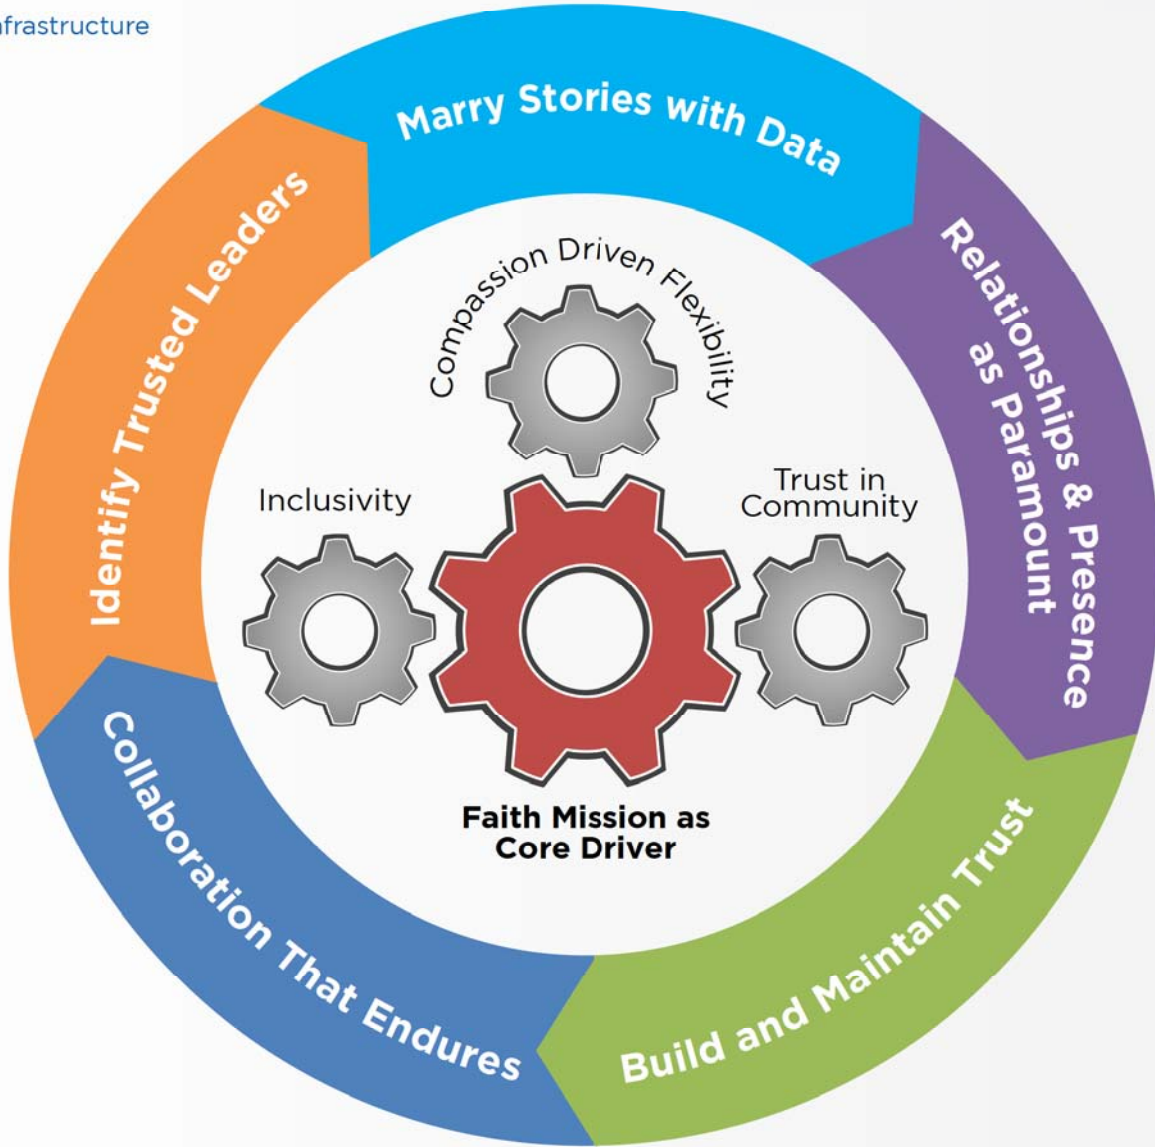 Marry Stories with Data
Relationships & Presence
as Paramount
Build and Maintain Trust
Collaboration That Endures
Identify Trusted Leaders
Compassion Driven Flexibility
Inclusivity
Trust in
Community
Faith Mission as
Core Driver